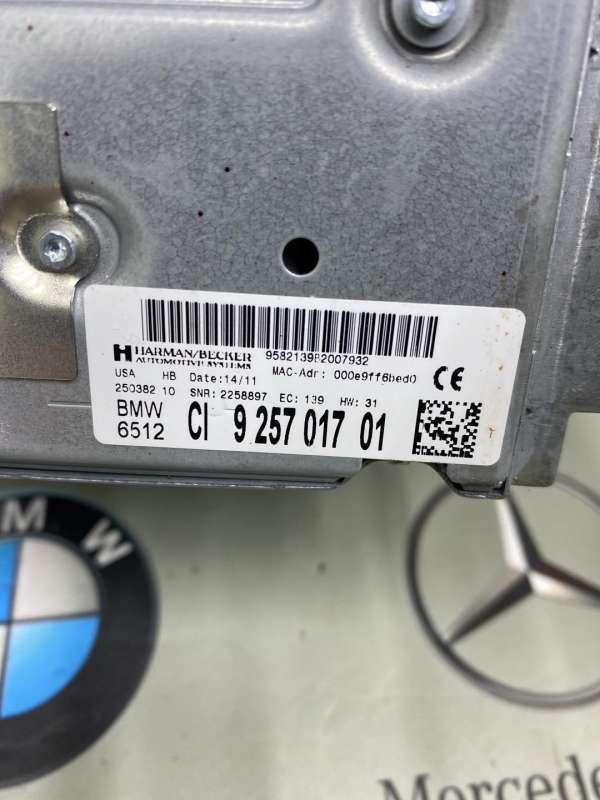 9582139B2007932
HARMAN/BECKER
AUTOMOTIVE SYSTEMS
MAC-Adr: 000e9ff6bed0
USA HB Date:14/11
250382 10 SNR: 2258897 EC: 139 HW: 31
CE
BMW
6512 CI 9 257 017 01
M W
Mercede